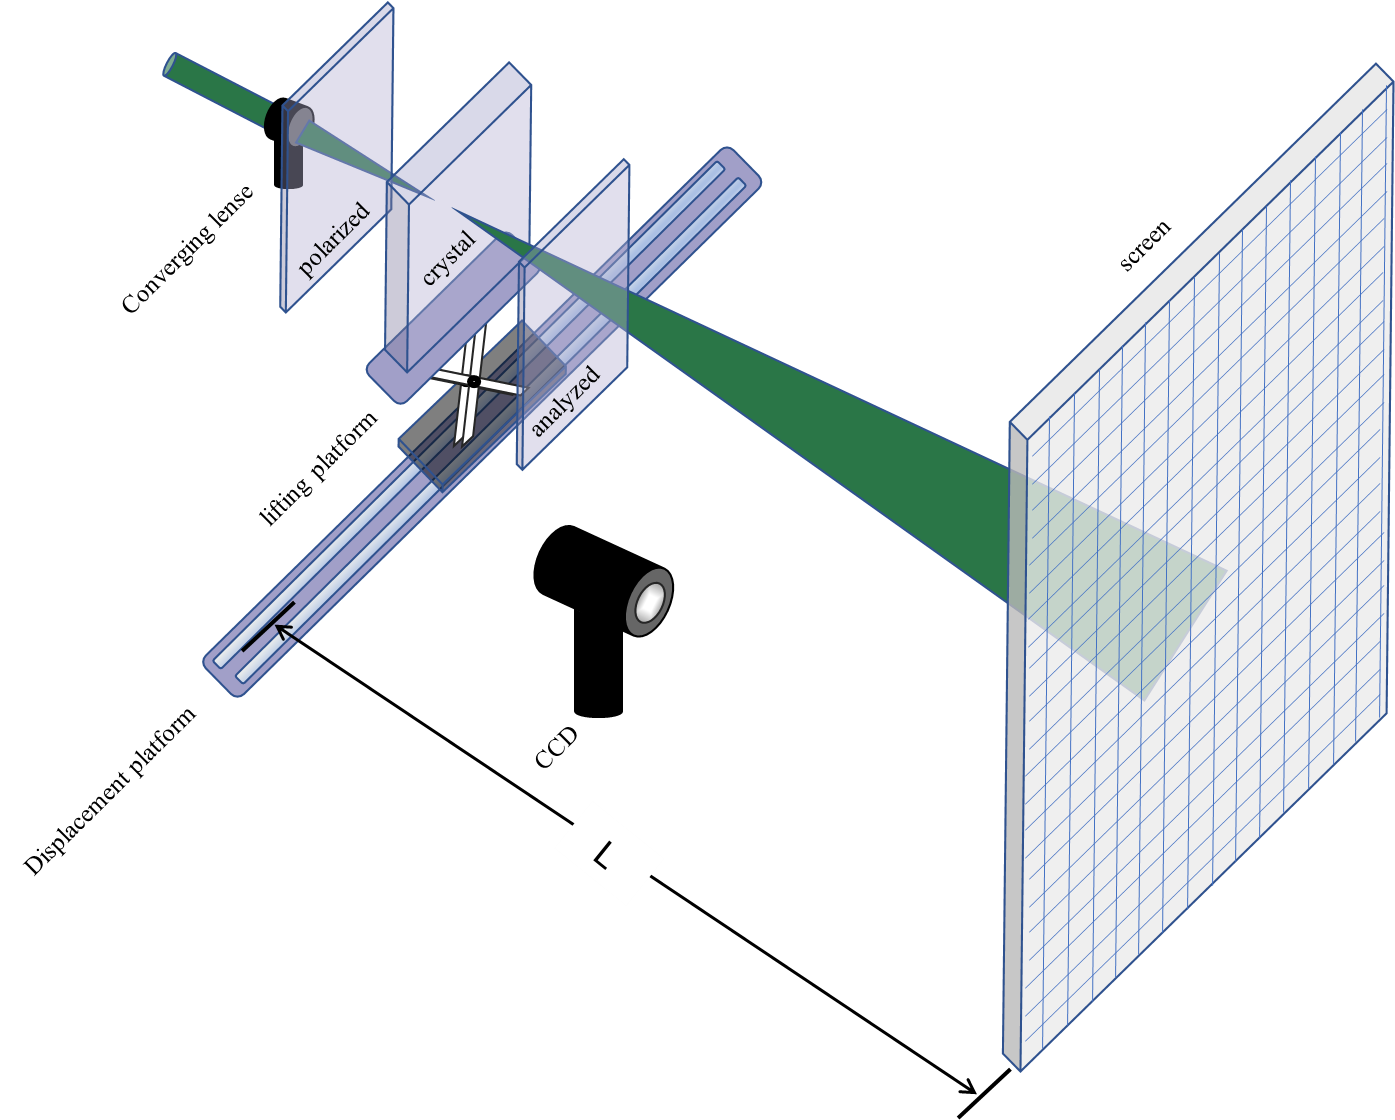 Converging lense
polarized
crystal
screen
lifting platform
analyzed
Displacement platform
CCD
L